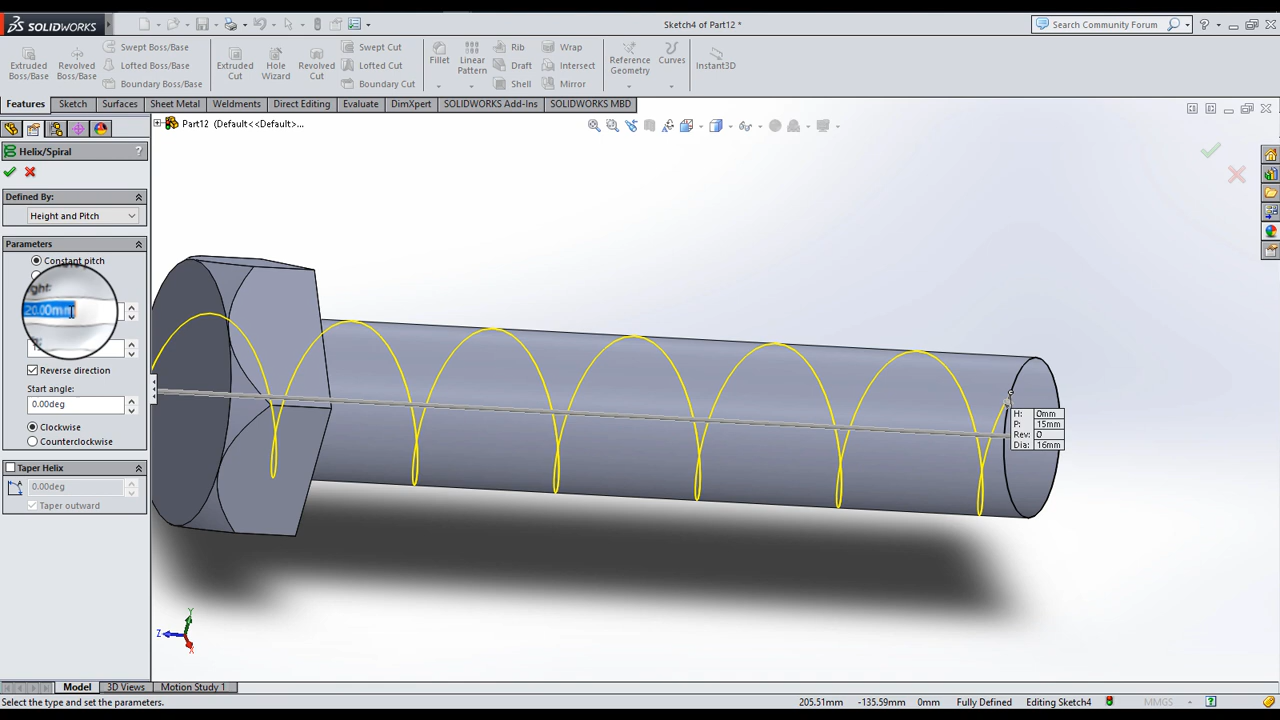 SOLIDWORKS
Sketch4 of Part12 *
Search Community Forum
Extruded Boss/Base
Revolved Boss/Base
Swept Boss/Base
Lofted Boss/Base
Boundary Boss/Base
Extruded Cut
Hole Wizard
Revolved Cut
Swept Cut
Lofted Cut
Boundary Cut
Fillet
Linear Pattern
Rib
Draft
Shell
Wrap
Intersect
Mirror
Reference Geometry
Curves
Instant3D
Features
Sketch
Surfaces
Sheet Metal
Weldments
Direct Editing
Evaluate
DimXpert
SOLIDWORKS Add-Ins
SOLIDWORKS MBD
Part12 (Default<<Default>...
Helix/Spiral
?
Defined By:
Height and Pitch
Parameters
Constant pitch
Reverse direction
Start angle:
0.00deg
Clockwise
Counterclockwise
Taper Helix
0.00deg
Taper outward
H: 0mm
P: 15mm
Rev: 0
Dia: 16mm
Y
Z
X
Model
3D Views
Motion Study 1
Select the type and set the parameters.
205.51mm
-135.59mm
0mm
Fully Defined
Editing Sketch4
MMGS